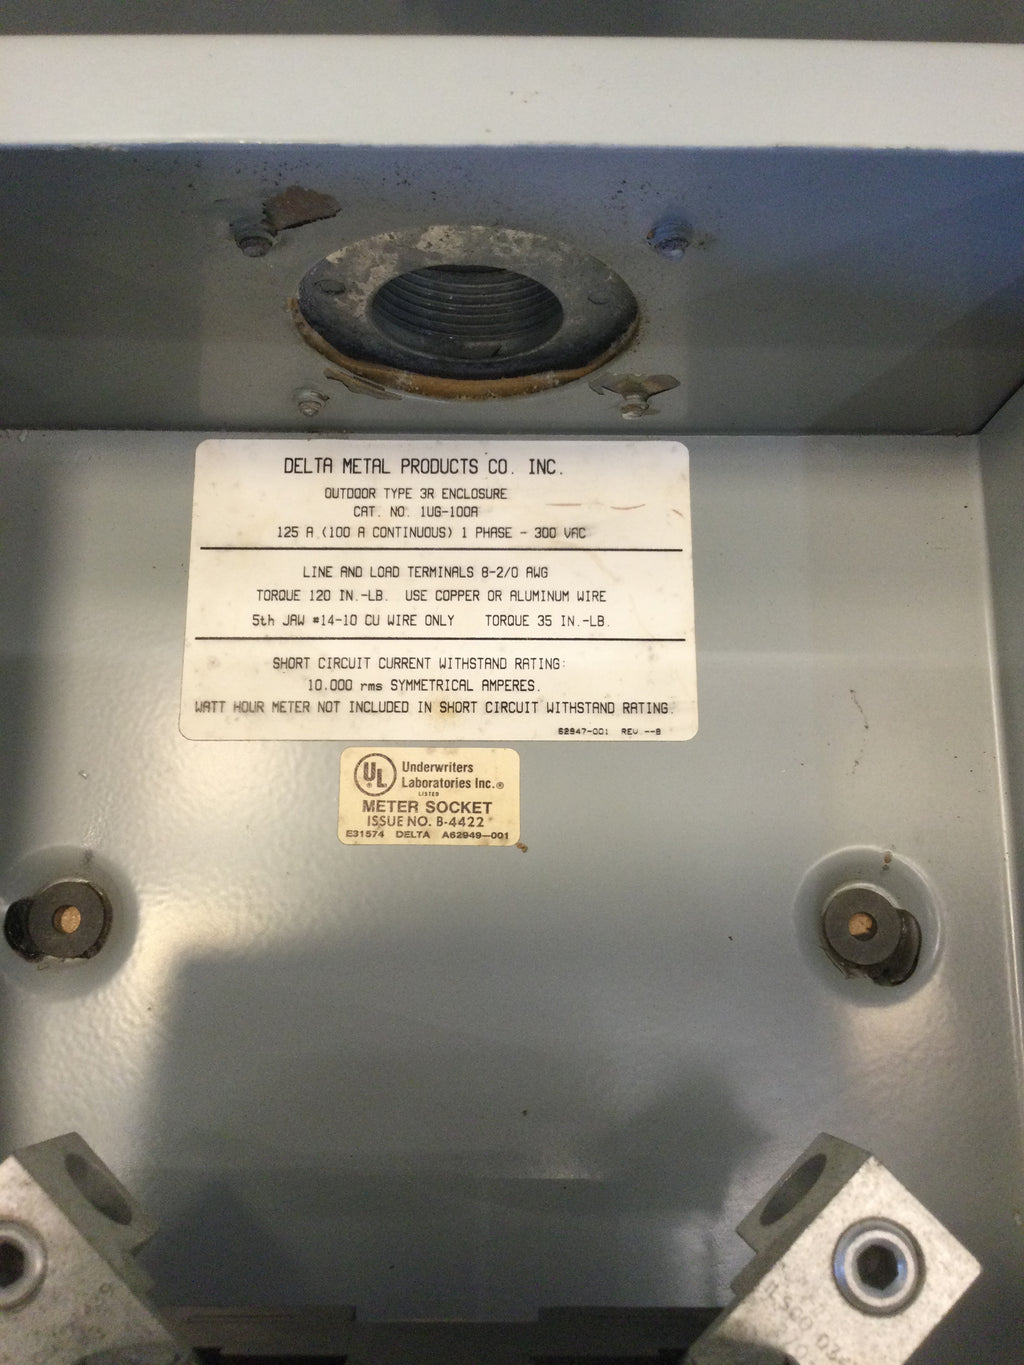 DELTA METAL PRODUCTS CO. INC.
OUTDOOR TYPE 3R ENCLOSURE
CAT. NO. 1UG-100A
125 A (100 A CONTINUOUS) 1 PHASE - 300 VAC
LINE AND LOAD TERMINALS 8-2/0 AWG
TORQUE 120 IN.-LB. USE COPPER OR ALUMINUM WIRE
5th JAW #14-10 CU WIRE ONLY TORQUE 35 IN.-LB.
SHORT CIRCUIT CURRENT WITHSTAND RATING:
10.000 rms SYMMETRICAL AMPERES.
WATT HOUR METER NOT INCLUDED IN SHORT CIRCUIT WITHSTAND RATING.
62947-001 REV --B
UL
Underwriters
Laboratories Inc.®
LISTED
METER SOCKET
ISSUE NO. B-4422
E31574 DELTA A62949-001